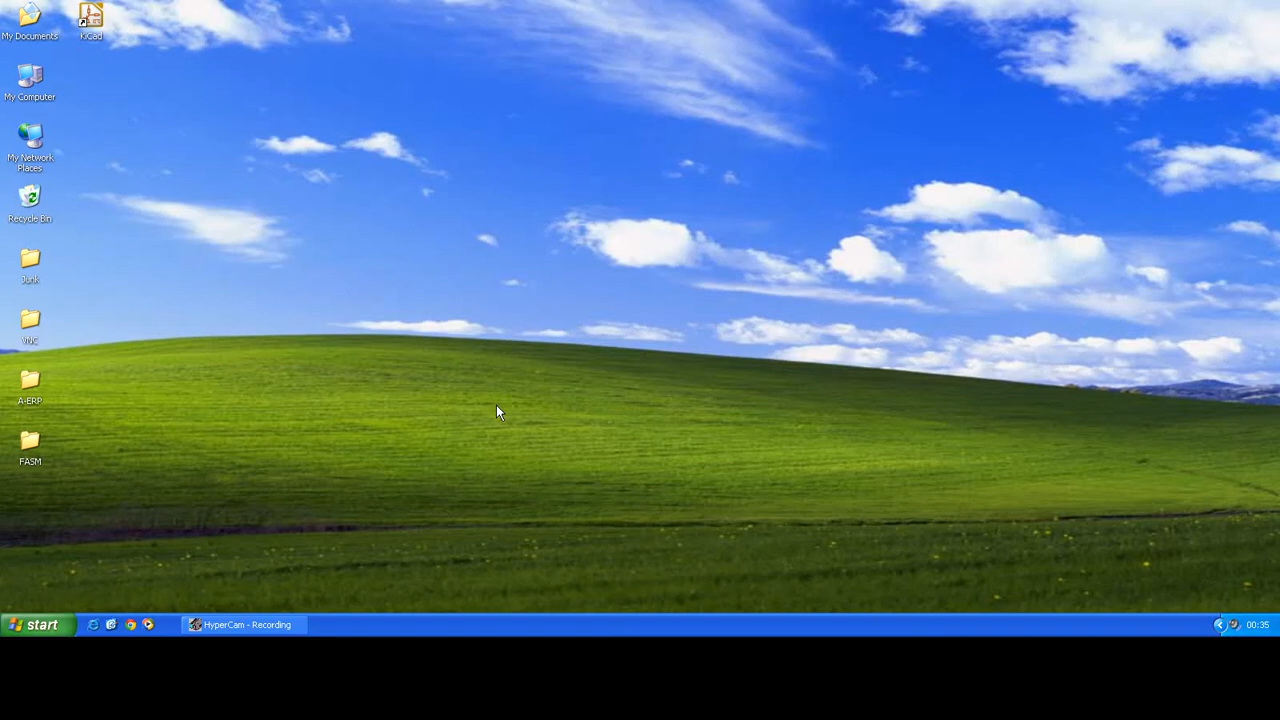 My Documents
KiCad
My Computer
My Network
Places
Recycle Bin
Junk
VNC
A-ERP
FASM
start
HyperCam - Recording
00:35